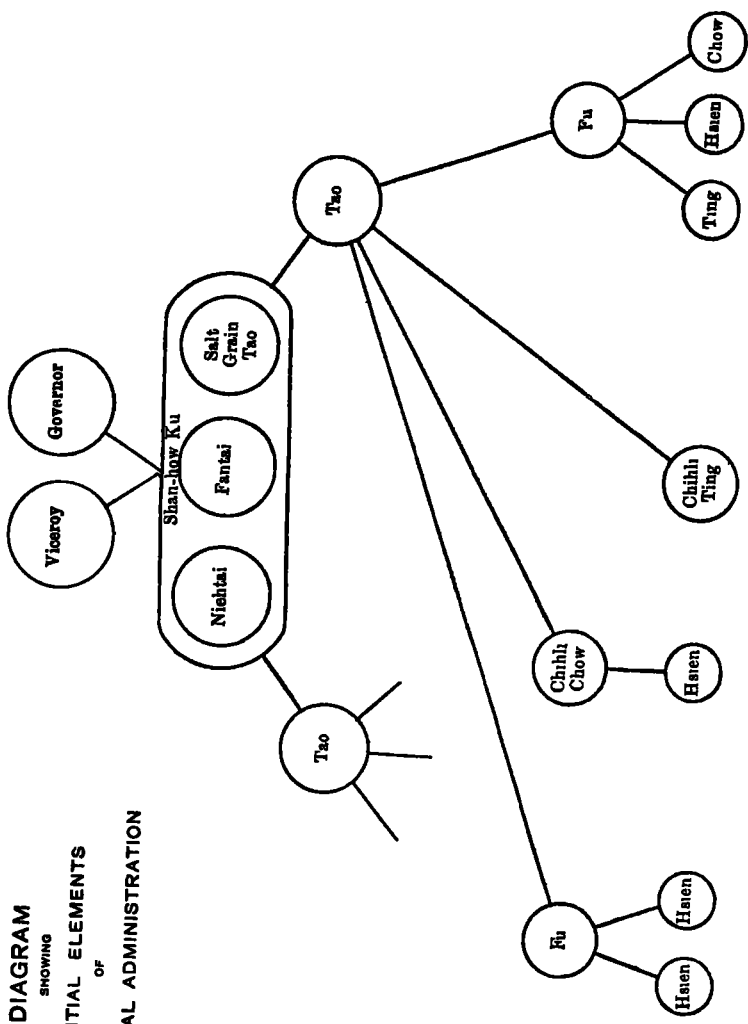 DIAGRAM
SHOWING
TIAL ELEMENTS
OF
AL ADMINISTRATION
Viceroy
Governor
Shan-how Ku
Niehtai
Fantai
Salt
Grain
Tao
Tao
Tao
Fu
Chihli
Chow
Chihli
Ting
Fu
Hsien
Hsien
Hsien
Ting
Hsien
Chow